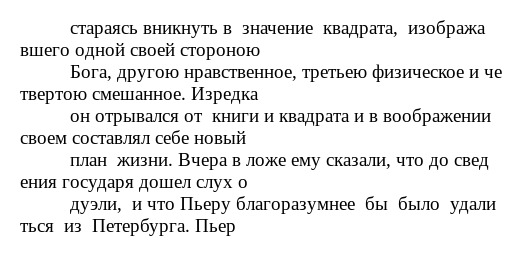 стараясь вникнуть в  значение  квадрата,  изобража
вшего одной своей стороною
Бога, другою нравственное, третьею физическое и че
твертою смешанное. Изредка
он отрывался от  книги и квадрата и в воображении
своем составлял себе новый
план  жизни. Вчера в ложе ему сказали, что до свед
ения государя дошел слух о
дуэли,  и что Пьеру благоразумнее  бы  было  удали
ться  из  Петербурга. Пьер